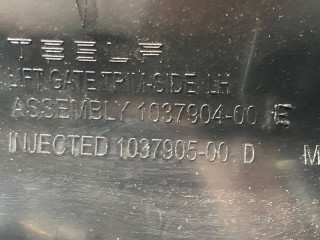 TESLA
LIFT GATE TRIM-SIDE LH
ASSEMBLY 1037904-00 E
INJECTED 1037905-00 D M